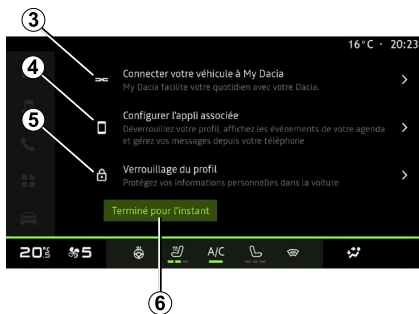 3
16°C · 20:23
4
Connecter votre véhicule à My Dacia
My Dacia facilite votre quotidien avec votre Dacia.
Configurer l'appli associée
Déverrouillez votre profil, affichez les événements de votre agenda
et gérez vos messages depuis votre téléphone
5
Verrouillage du profil
Protégez vos informations personnelles dans la voiture
Terminé pour l'instant
20°5 5 A/C
6